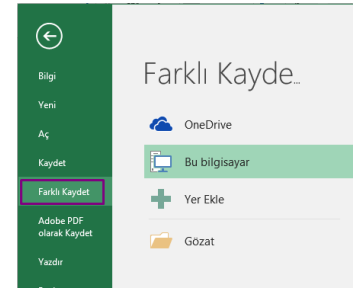 Bilgi
Yeni
Aç
Kaydet
Farklı Kaydet
Adobe PDF
olarak Kaydet
Yazdır
Farklı Kayde...
OneDrive
Bu bilgisayar
Yer Ekle
Gözat